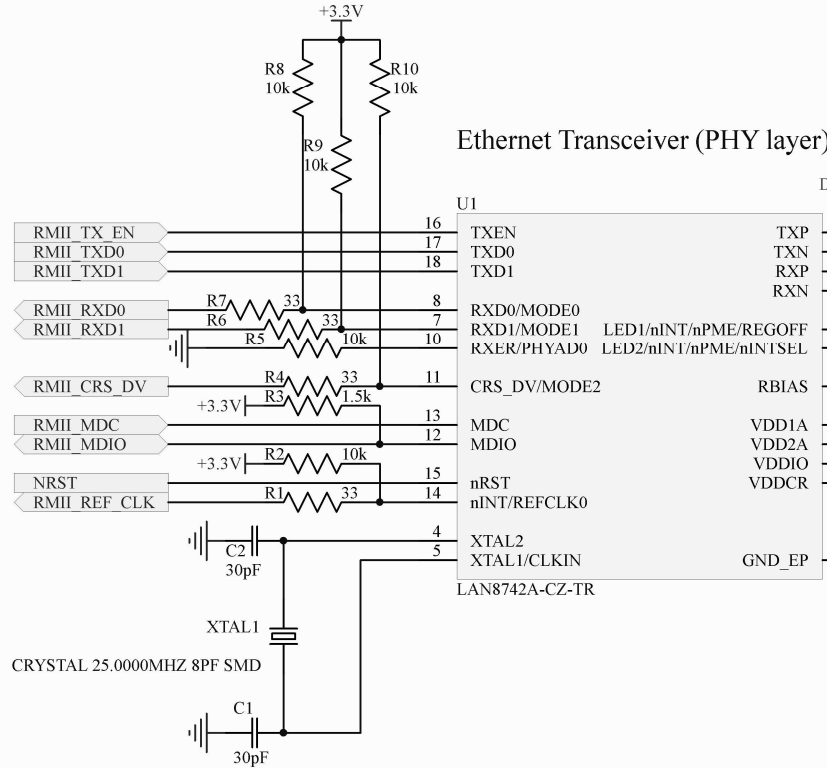 +3.3V
R8
10k
R10
10k
R9
10k
Ethernet Transceiver (PHY layer)
D
U1
RMII_TX_EN
16
TXEN
TXP
RMII_TXD0
17
TXD0
TXN
RMII_TXD1
18
TXD1
RXP
RXN
RMII_RXD0
R7
33
8
RXD0/MODE0
RMII_RXD1
R6
33
7
RXD1/MODE1
LED1/nINT/nPME/REGOFF
R5
10k
10
RXER/PHYAD0
LED2/nINT/nPME/nINTSEL
RMII_CRS_DV
R4
33
11
CRS_DV/MODE2
RBIAS
+3.3V
R3
1.5k
RMII_MDC
13
MDC
VDD1A
RMII_MDIO
12
MDIO
VDD2A
+3.3V
R2
10k
VDDIO
NRST
15
nRST
VDDCR
RMII_REF_CLK
R1
33
14
nINT/REFCLK0
4
XTAL2
C2
30pF
5
XTAL1/CLKIN
GND_EP
LAN8742A-CZ-TR
XTAL1
CRYSTAL 25.0000MHZ 8PF SMD
C1
30pF